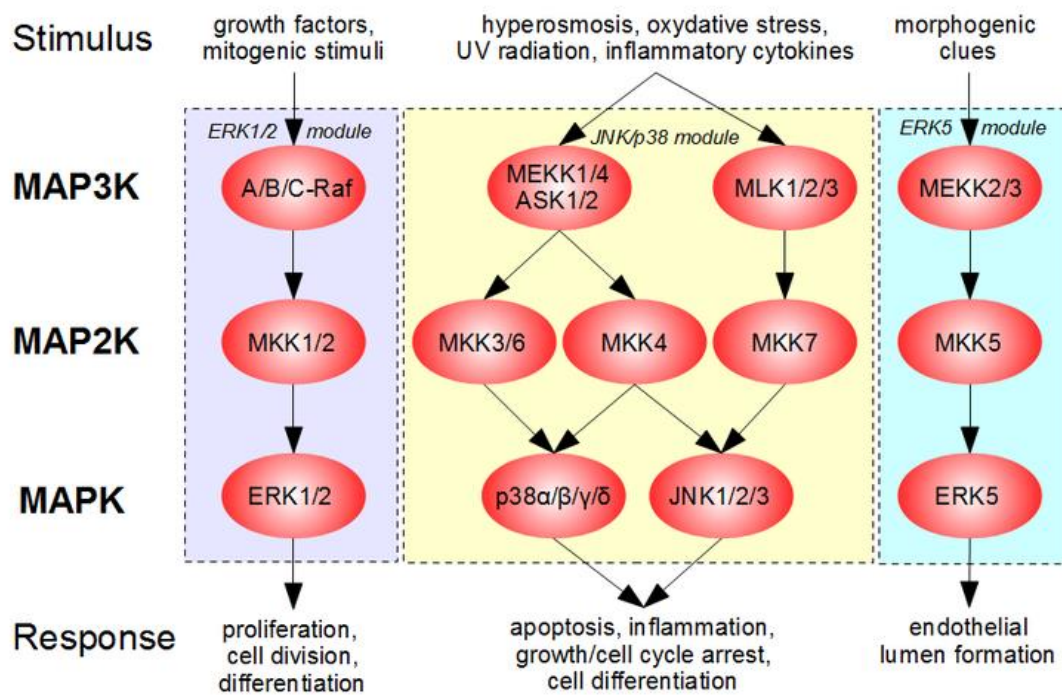 Stimulus
growth factors,
mitogenic stimuli
hyperosmosis, oxydative stress,
UV radiation, inflammatory cytokines
morphogenic
clues
ERK1/2 module
JNK/p38 module
ERK5 module
MAP3K
A/B/C-Raf
MEKK1/4
ASK1/2
MLK1/2/3
MEKK2/3
MAP2K
MKK1/2
MKK3/6
MKK4
MKK7
MKK5
MAPK
ERK1/2
p38α/β/γ/δ
JNK1/2/3
ERK5
Response
proliferation,
cell division,
differentiation
apoptosis, inflammation,
growth/cell cycle arrest,
cell differentiation
endothelial
lumen formation